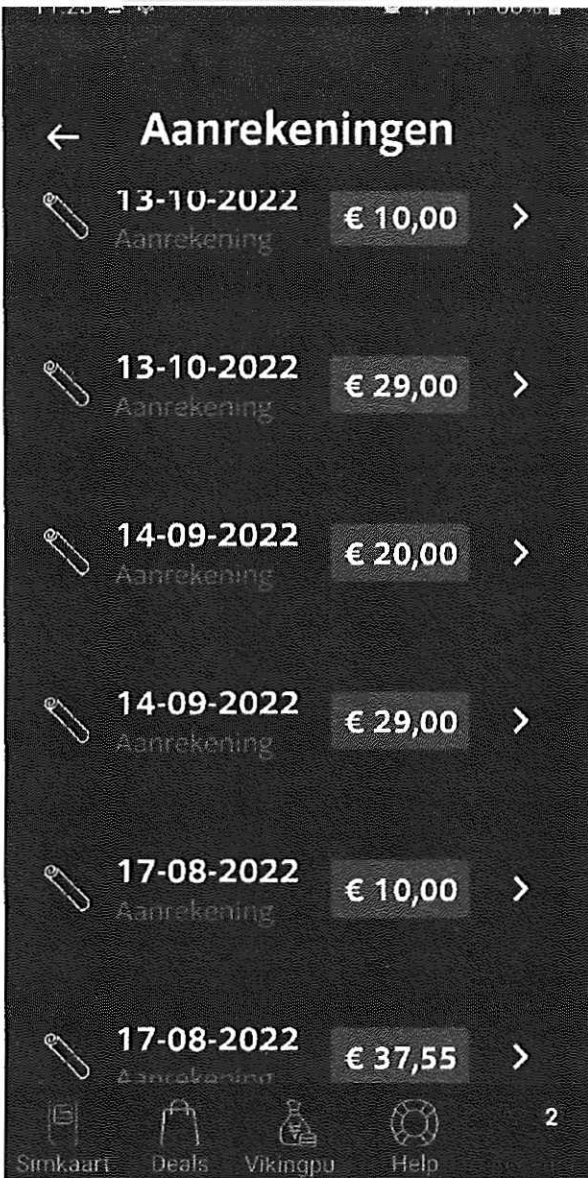 Aanrekeningen
13-10-2022
€ 10,00
Aanrekening
13-10-2022
€ 29,00
Aanrekening
14-09-2022
€ 20,00
Aanrekening
14-09-2022
€ 29,00
Aanrekening
17-08-2022
€ 10,00
Aanrekening
17-08-2022
€ 37,55
Aanrekening
2
Simkaart Deals Vikingpu Help